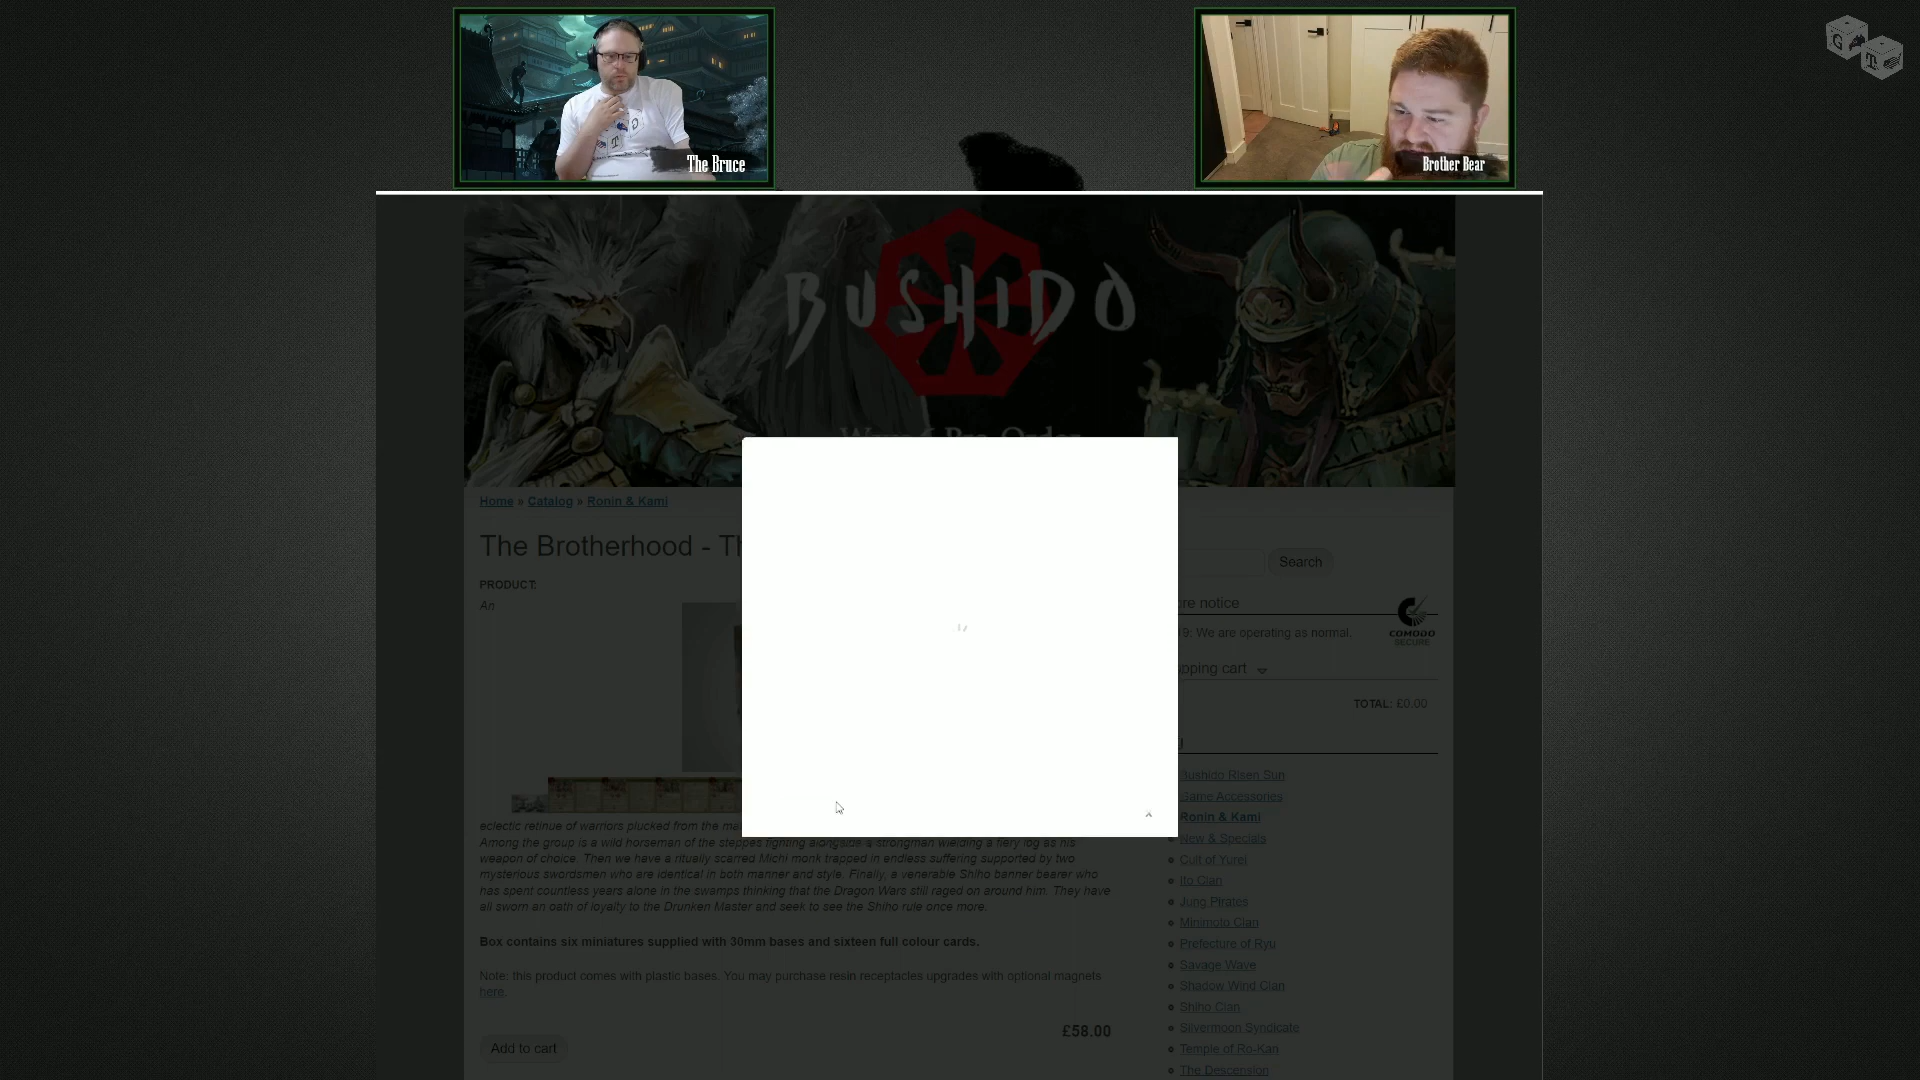 The Bruce
Brother Bear
G
T
BUSHIDO
Wave 6 Pre-Order
Home » Catalog » Ronin & Kami
The Brotherhood - Th
Search
PRODUCT:
An
re notice
COMODO
SECURE
9: We are operating as normal.
pping cart
TOTAL: £0.00
Bushido Risen Sun
Game Accessories
Ronin & Kami
New & Specials
Cult of Yurei
Ito Clan
Jung Pirates
Minimoto Clan
Prefecture of Ryu
Savage Wave
Shadow Wind Clan
Shiho Clan
Silvermoon Syndicate
Temple of Ro-Kan
The Descension
eclectic retinue of warriors plucked from the
Among the group is a wild horseman of the steppes fighting alongside a strongman wielding a fiery log as his
weapon of choice. Then we have a ritually scarred Michi monk trapped in endless suffering supported by two
mysterious swordsmen who are identical in both manner and style. Finally, a venerable Shiho banner bearer who
has spent countless years alone in the swamps thinking that the Dragon Wars still raged on around him. They have
all sworn an oath of loyalty to the Drunken Master and seek to see the Shiho rule once more.
Box contains six miniatures supplied with 30mm bases and sixteen full colour cards.
Note: this product comes with plastic bases. You may purchase resin receptacles upgrades with optional magnets
here.
£58.00
Add to cart